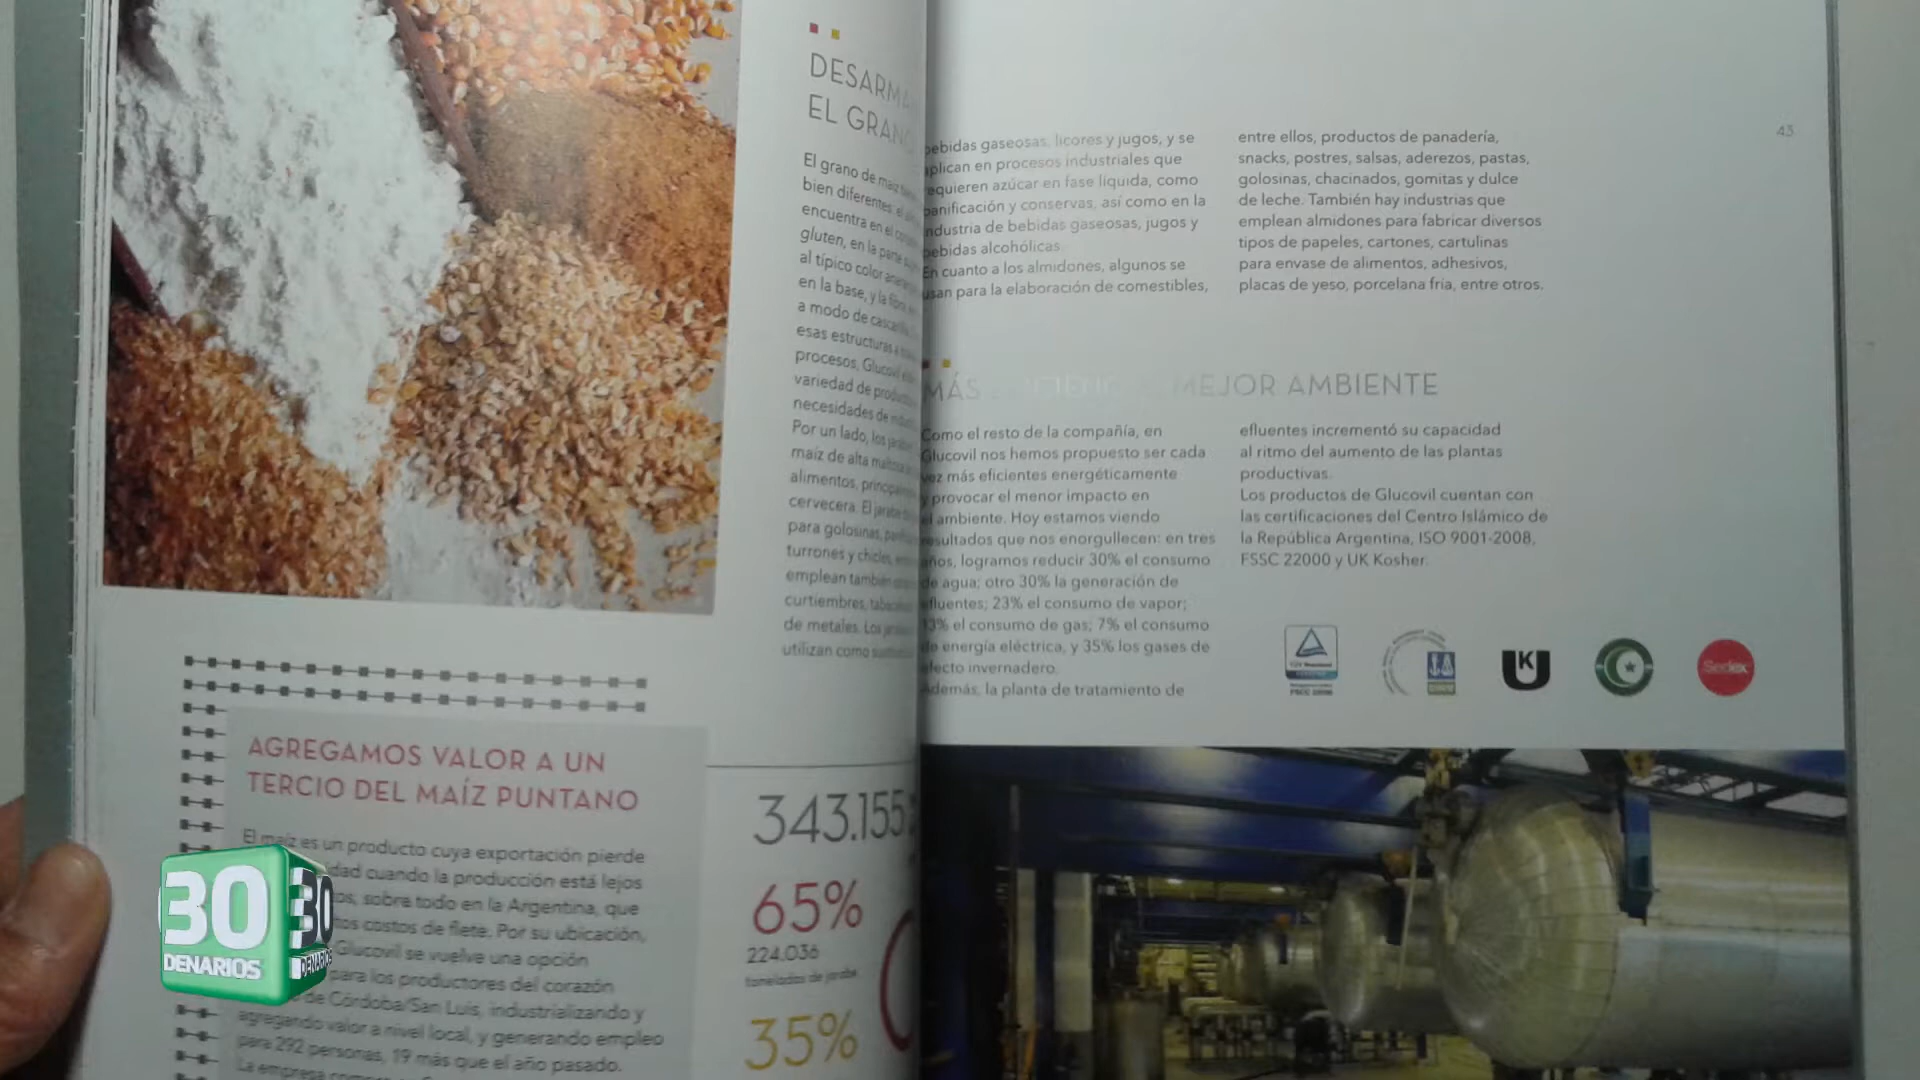 DESARMA
EL GRANO
El grano de maíz
bien diferentes: el
encuentra en el
gluten, en la parte
al típico color
en la base, y la fibra
a modo de
esas estructuras a
procesos, Glucovil
variedad de
necesidades de
Por un lado, los
maíz de alta maltosa
alimentos,
cervecera. El jarabe
para golosinas,
turrones y chicles,
emplean también
curtiembres,
de metales. Los
utilizan como
AGREGAMOS VALOR A UN
TERCIO DEL MAÍZ PUNTANO
El maíz es un producto cuya exportación pierde
dad cuando la producción está lejos
os, sobre todo en la Argentina, que
tos costos de flete. Por su ubicación,
Glucovil se vuelve una opción
para los productores del corazón
de Córdoba/San Luis, industrializando y
agregando valor a nivel local, y generando empleo
para 292 personas, 19 más que el año pasado.
La empresa
343.155
65%
224.036
toneladas de jarabe
35%
30
DENARIOS
30
43
bebidas gaseosas, licores y jugos, y se
aplican en procesos industriales que
requieren azúcar en fase líquida, como
panificación y conservas, así como en la
industria de bebidas gaseosas, jugos y
bebidas alcohólicas.
En cuanto a los almidones, algunos se
usan para la elaboración de comestibles,
entre ellos, productos de panadería,
snacks, postres, salsas, aderezos, pastas,
golosinas, chacinados, gomitas y dulce
de leche. También hay industrias que
emplean almidones para fabricar diversos
tipos de papeles, cartones, cartulinas
para envase de alimentos, adhesivos,
placas de yeso, porcelana fría, entre otros.
MÁS MEJOR AMBIENTE
Como el resto de la compañía, en
Glucovil nos hemos propuesto ser cada
vez más eficientes energéticamente
y provocar el menor impacto en
el ambiente. Hoy estamos viendo
resultados que nos enorgullecen: en tres
años, logramos reducir 30% el consumo
de agua; otro 30% la generación de
efluentes; 23% el consumo de vapor;
13% el consumo de gas; 7% el consumo
de energía eléctrica, y 35% los gases de
efecto invernadero.
Además, la planta de tratamiento de
efluentes incrementó su capacidad
al ritmo del aumento de las plantas
productivas.
Los productos de Glucovil cuentan con
las certificaciones del Centro Islámico de
la República Argentina, ISO 9001-2008,
FSSC 22000 y UK Kosher.
FSSC 22000
UK
Sedex